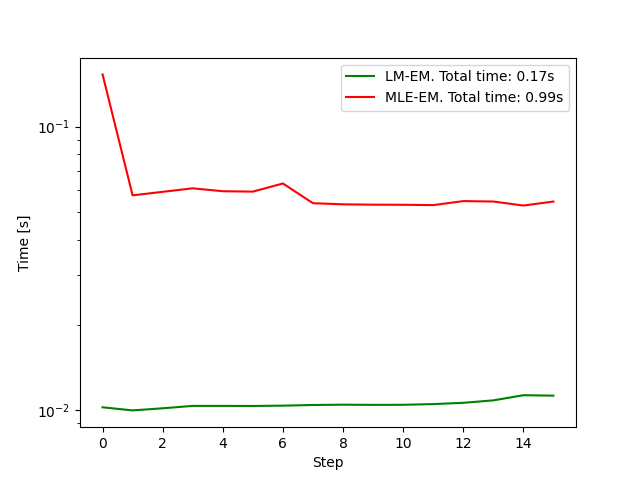 LM-EM. Total time: 0.17s
MLE-EM. Total time: 0.99s
10⁻¹
10⁻²
Time [s]
0 2 4 6 8 10 12 14
Step